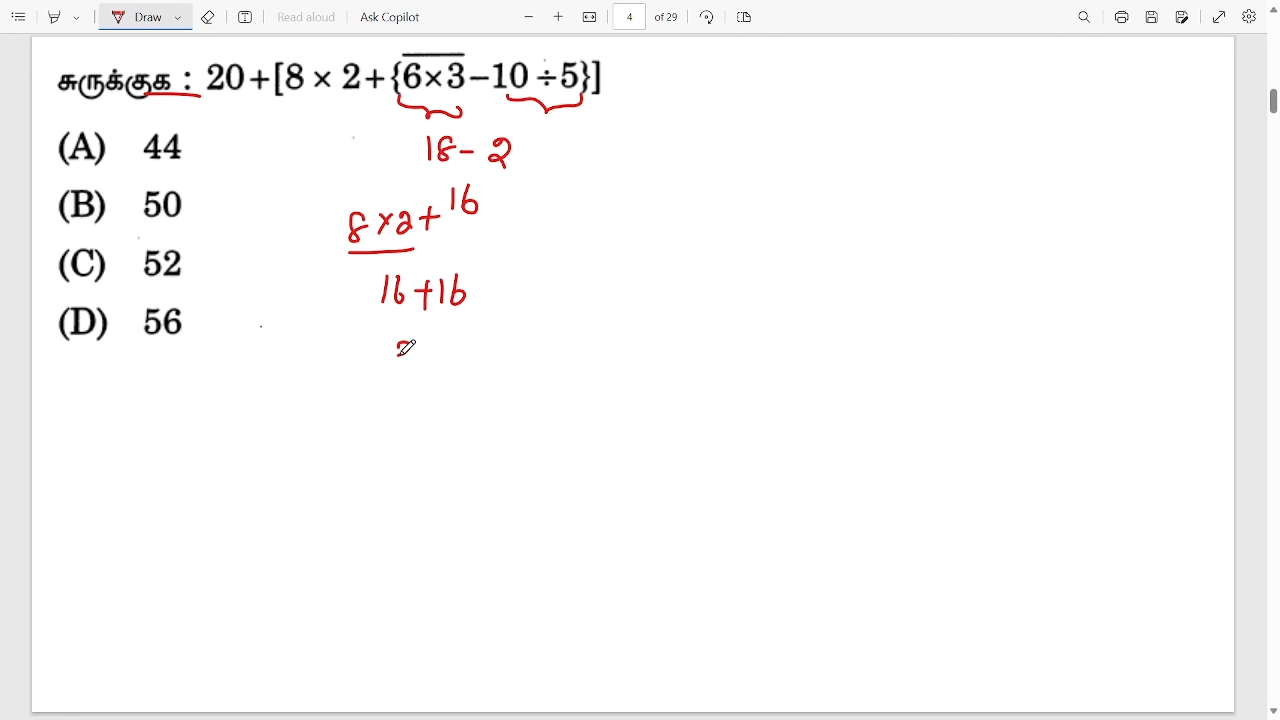 Draw Read aloud Ask Copilot 4 of 29
சுருக்குக : 20+[8 × 2+{6×3−10 ÷5}]
(A) 44
(B) 50
(C) 52
(D) 56
18 - 2
8 × 2 + 16
16 + 16